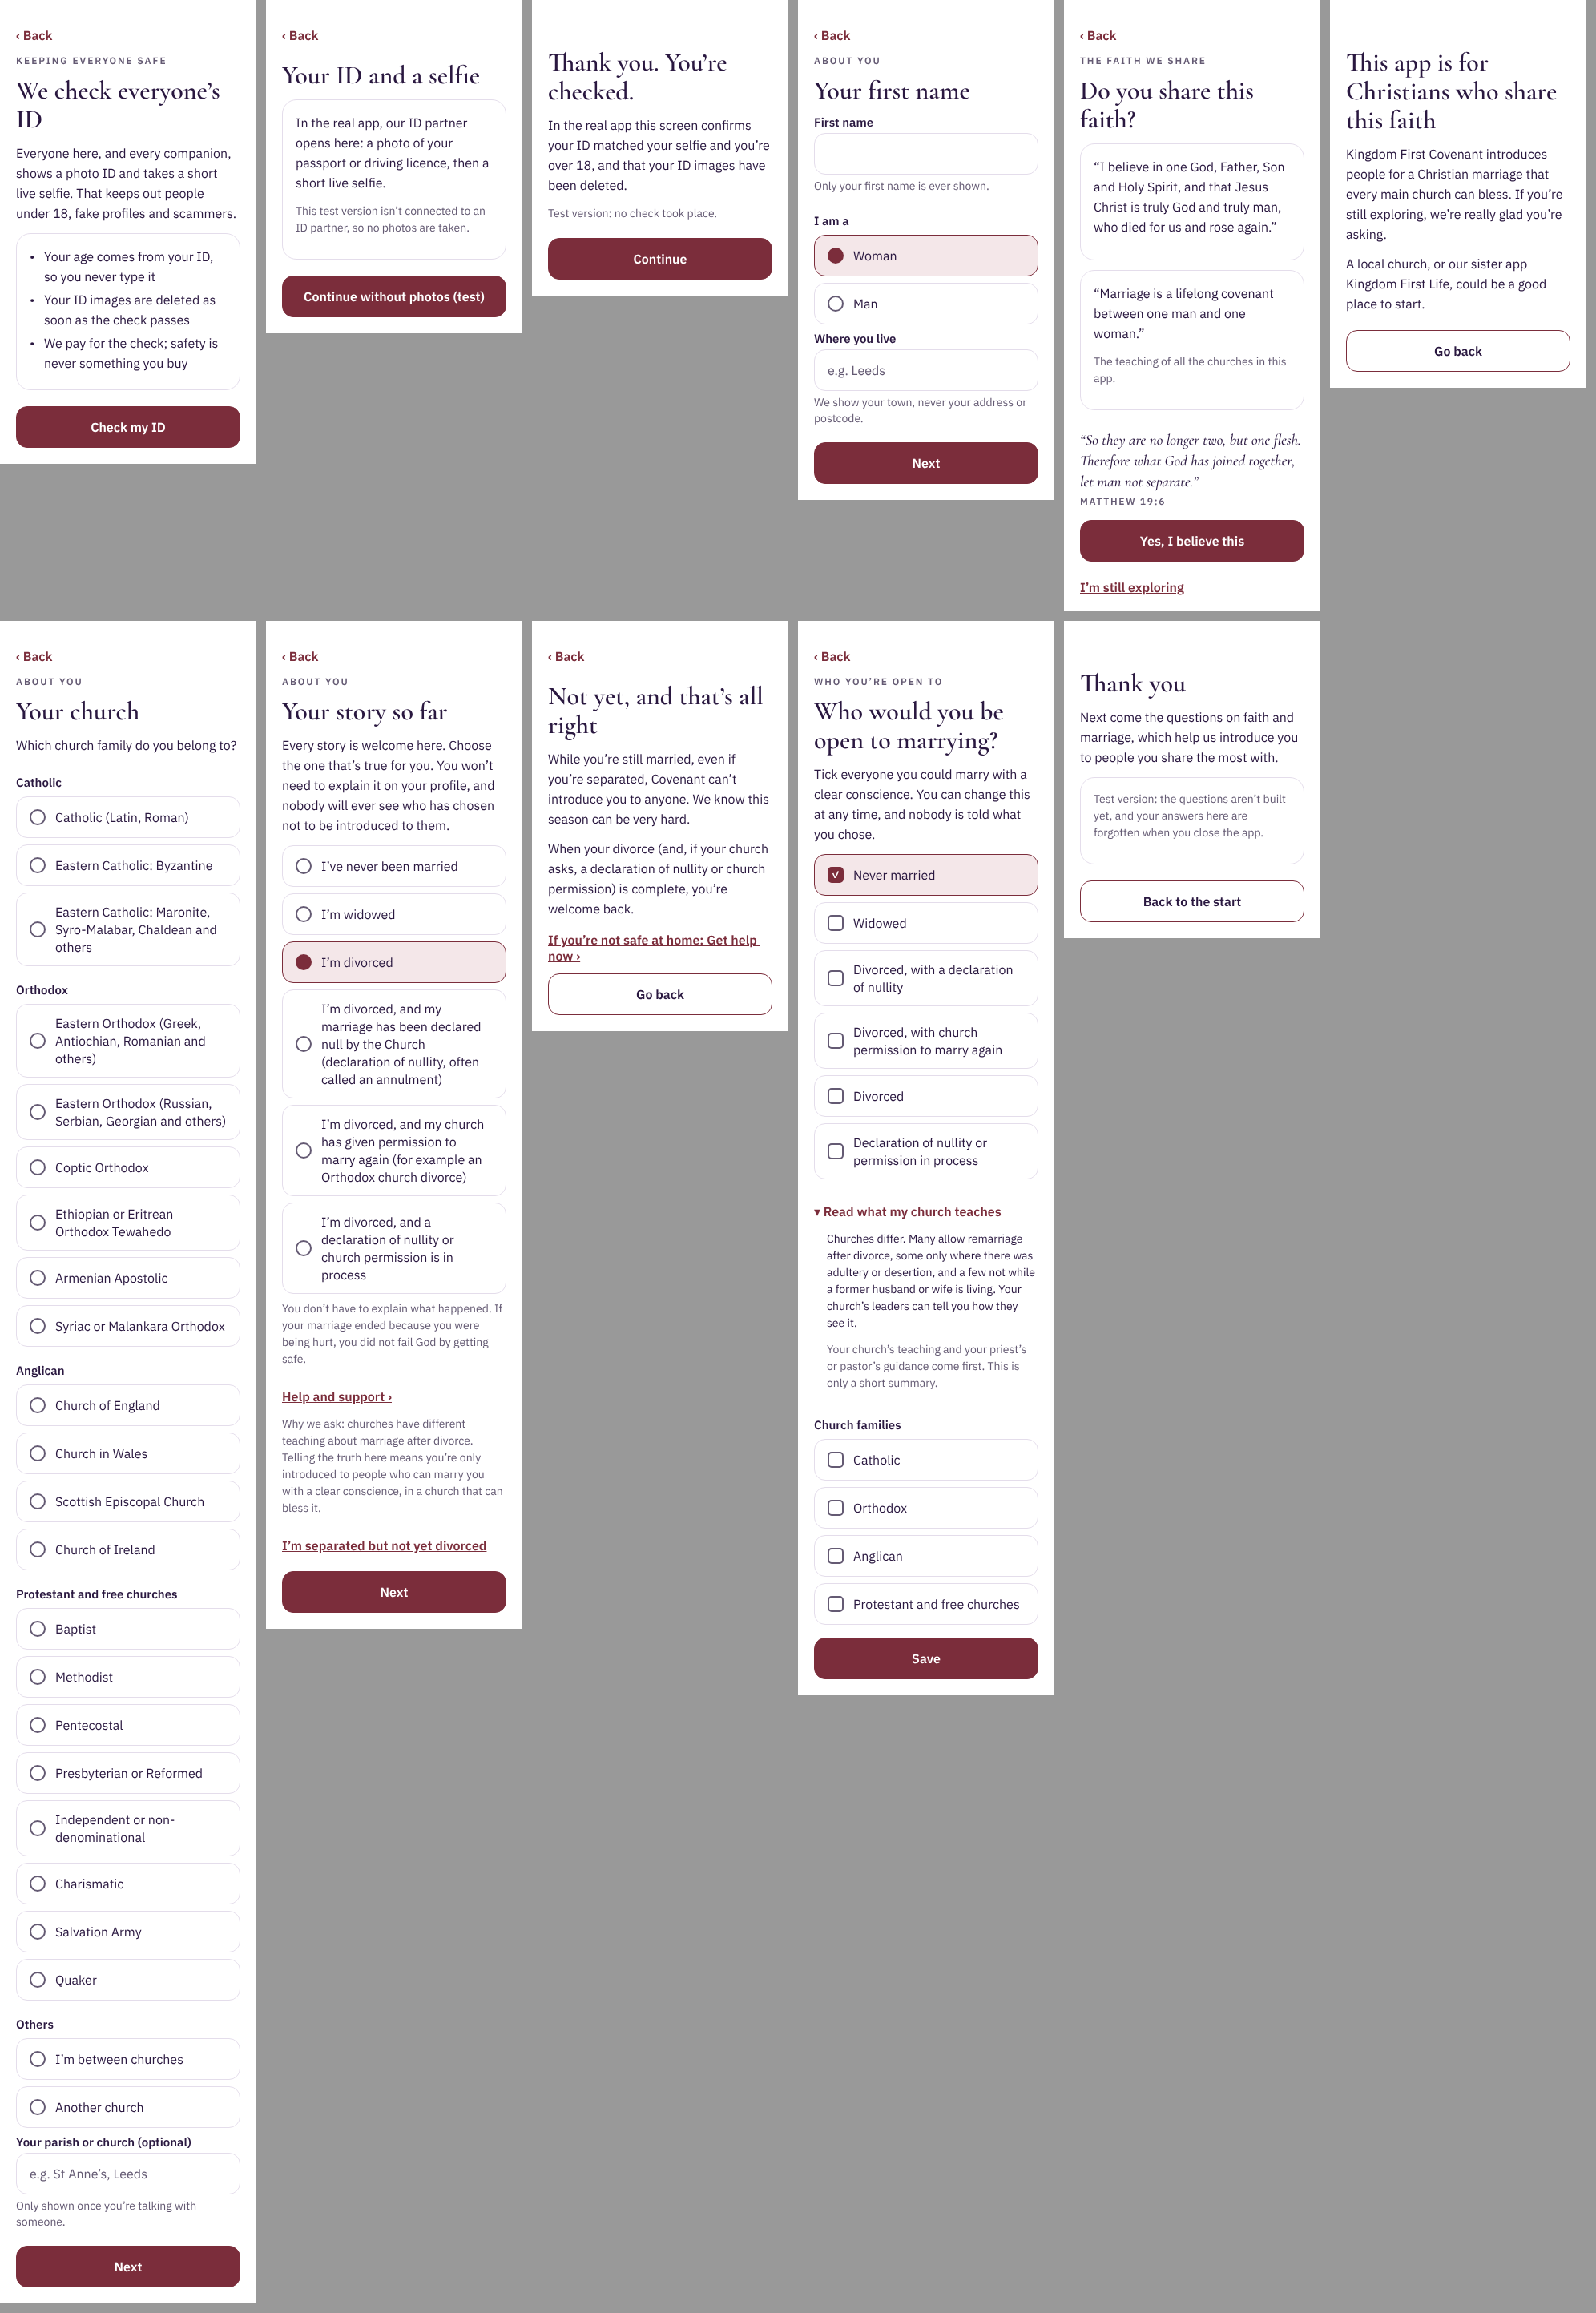 ‹ Back
KEEPING EVERYONE SAFE
We check everyone’s
ID
Everyone here, and every companion,
shows a photo ID and takes a short
live selfie. That keeps out people
under 18, fake profiles and scammers.
• Your age comes from your ID,
so you never type it
• Your ID images are deleted as
soon as the check passes
• We pay for the check; safety is
never something you buy
Check my ID
‹ Back
Your ID and a selfie
In the real app, our ID partner
opens here: a photo of your
passport or driving licence, then a
short live selfie.
This test version isn’t connected to an
ID partner, so no photos are taken.
Continue without photos (test)
Thank you. You’re
checked.
In the real app this screen confirms
your ID matched your selfie and you’re
over 18, and that your ID images have
been deleted.
Test version: no check took place.
Continue
‹ Back
ABOUT YOU
Your first name
First name
Only your first name is ever shown.
I am a
Woman
Man
Where you live
e.g. Leeds
We show your town, never your address or
postcode.
Next
‹ Back
THE FAITH WE SHARE
Do you share this
faith?
“I believe in one God, Father, Son
and Holy Spirit, and that Jesus
Christ is truly God and truly man,
who died for us and rose again.”
“Marriage is a lifelong covenant
between one man and one
woman.”
The teaching of all the churches in this
app.
“So they are no longer two, but one flesh.
Therefore what God has joined together,
let man not separate.”
MATTHEW 19:6
Yes, I believe this
I’m still exploring
This app is for
Christians who share
this faith
Kingdom First Covenant introduces
people for a Christian marriage that
every main church can bless. If you’re
still exploring, we’re really glad you’re
asking.
A local church, or our sister app
Kingdom First Life, could be a good
place to start.
Go back
‹ Back
ABOUT YOU
Your church
Which church family do you belong to?
Catholic
Catholic (Latin, Roman)
Eastern Catholic: Byzantine
Eastern Catholic: Maronite,
Syro-Malabar, Chaldean and
others
Orthodox
Eastern Orthodox (Greek,
Antiochian, Romanian and
others)
Eastern Orthodox (Russian,
Serbian, Georgian and others)
Coptic Orthodox
Ethiopian or Eritrean
Orthodox Tewahedo
Armenian Apostolic
Syriac or Malankara Orthodox
Anglican
Church of England
Church in Wales
Scottish Episcopal Church
Church of Ireland
Protestant and free churches
Baptist
Methodist
Pentecostal
Presbyterian or Reformed
Independent or non-
denominational
Charismatic
Salvation Army
Quaker
Others
I’m between churches
Another church
Your parish or church (optional)
e.g. St Anne’s, Leeds
Only shown once you’re talking with
someone.
Next
‹ Back
ABOUT YOU
Your story so far
Every story is welcome here. Choose
the one that’s true for you. You won’t
need to explain it on your profile, and
nobody will ever see who has chosen
not to be introduced to them.
I’ve never been married
I’m widowed
I’m divorced
I’m divorced, and my
marriage has been declared
null by the Church
(declaration of nullity, often
called an annulment)
I’m divorced, and my church
has given permission to
marry again (for example an
Orthodox church divorce)
I’m divorced, and a
declaration of nullity or
church permission is in
process
You don’t have to explain what happened. If
your marriage ended because you were
being hurt, you did not fail God by getting
safe.
Help and support ›
Why we ask: churches have different
teaching about marriage after divorce.
Telling the truth here means you’re only
introduced to people who can marry you
with a clear conscience, in a church that can
bless it.
I’m separated but not yet divorced
Next
‹ Back
Not yet, and that’s all
right
While you’re still married, even if
you’re separated, Covenant can’t
introduce you to anyone. We know this
season can be very hard.
When your divorce (and, if your church
asks, a declaration of nullity or church
permission) is complete, you’re
welcome back.
If you’re not safe at home: Get help
now ›
Go back
‹ Back
WHO YOU’RE OPEN TO
Who would you be
open to marrying?
Tick everyone you could marry with a
clear conscience. You can change this
at any time, and nobody is told what
you chose.
Never married
Widowed
Divorced, with a declaration
of nullity
Divorced, with church
permission to marry again
Divorced
Declaration of nullity or
permission in process
▾ Read what my church teaches
Churches differ. Many allow remarriage
after divorce, some only where there was
adultery or desertion, and a few not while
a former husband or wife is living. Your
church’s leaders can tell you how they
see it.
Your church’s teaching and your priest’s
or pastor’s guidance come first. This is
only a short summary.
Church families
Catholic
Orthodox
Anglican
Protestant and free churches
Save
Thank you
Next come the questions on faith and
marriage, which help us introduce you
to people you share the most with.
Test version: the questions aren’t built
yet, and your answers here are
forgotten when you close the app.
Back to the start